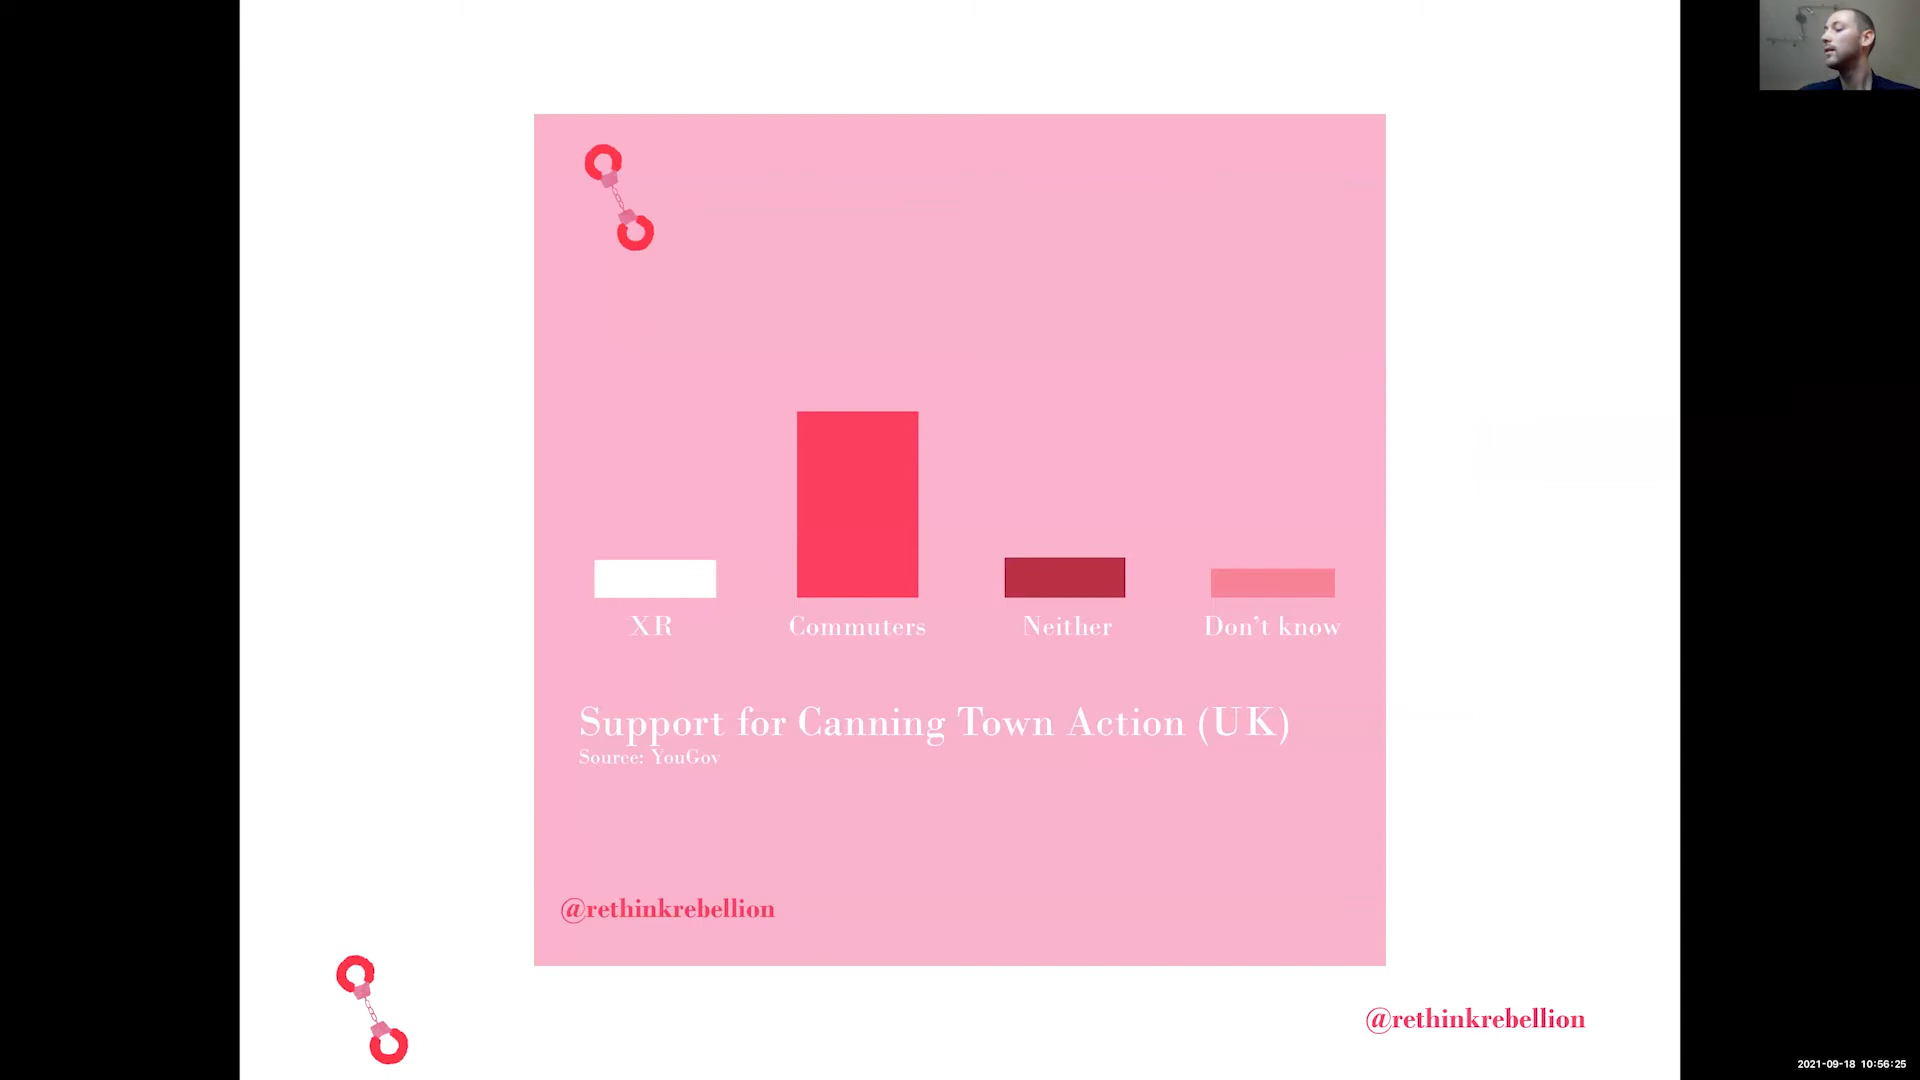 XR
Commuters
Neither
Don't know
Support for Canning Town Action (UK)
Source: YouGov
@rethinkrebellion
@rethinkrebellion
2021-09-18 10:56:25